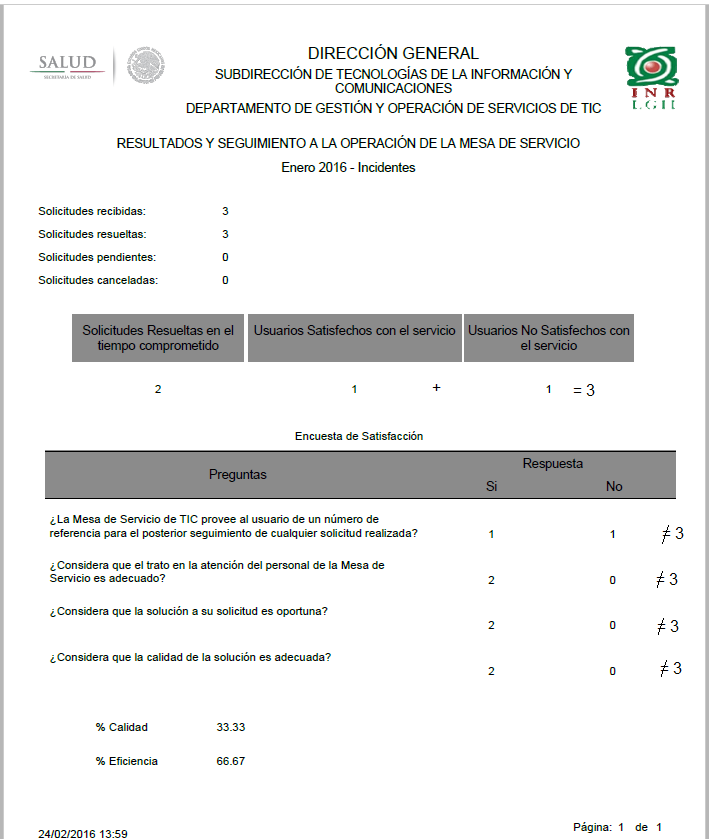 SALUD
SECRETARÍA DE SALUD
DIRECCIÓN GENERAL
SUBDIRECCIÓN DE TECNOLOGÍAS DE LA INFORMACIÓN Y
COMUNICACIONES
DEPARTAMENTO DE GESTIÓN Y OPERACIÓN DE SERVICIOS DE TIC
INR
LGII
RESULTADOS Y SEGUIMIENTO A LA OPERACIÓN DE LA MESA DE SERVICIO
Enero 2016 - Incidentes
Solicitudes recibidas: 3
Solicitudes resueltas: 3
Solicitudes pendientes: 0
Solicitudes canceladas: 0
Solicitudes Resueltas en el tiempo comprometido
Usuarios Satisfechos con el servicio
Usuarios No Satisfechos con el servicio
2 1 + 1 = 3
Encuesta de Satisfacción
Preguntas
Respuesta
Si No
¿La Mesa de Servicio de TIC provee al usuario de un número de
referencia para el posterior seguimiento de cualquier solicitud realizada? 1 1 ≠ 3
¿Considera que el trato en la atención del personal de la Mesa de
Servicio es adecuado? 2 0 ≠ 3
¿Considera que la solución a su solicitud es oportuna?
2 0 ≠ 3
¿Considera que la calidad de la solución es adecuada?
2 0 ≠ 3
% Calidad 33.33
% Eficiencia 66.67
24/02/2016 13:59
Página: 1 de 1